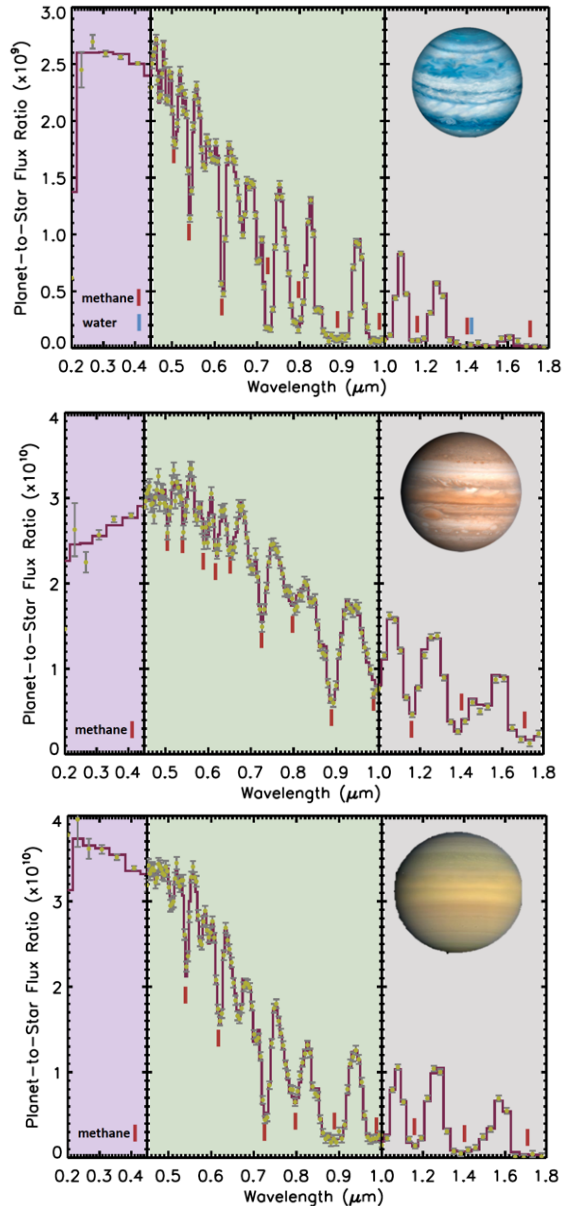 3.0
2.5
2.0
1.5
1.0
0.5
0.0
Planet-to-Star Flux Ratio (x10⁹)
methane
water
0.2 0.3 0.4 0.5 0.6 0.7 0.8 0.9 1.0 1.2 1.4 1.6 1.8
Wavelength (μm)
4
3
2
1
0
Planet-to-Star Flux Ratio (x10¹⁰)
methane
0.2 0.3 0.4 0.5 0.6 0.7 0.8 0.9 1.0 1.2 1.4 1.6 1.8
Wavelength (μm)
4
3
2
1
0
Planet-to-Star Flux Ratio (x10¹⁰)
methane
0.2 0.3 0.4 0.5 0.6 0.7 0.8 0.9 1.0 1.2 1.4 1.6 1.8
Wavelength (μm)